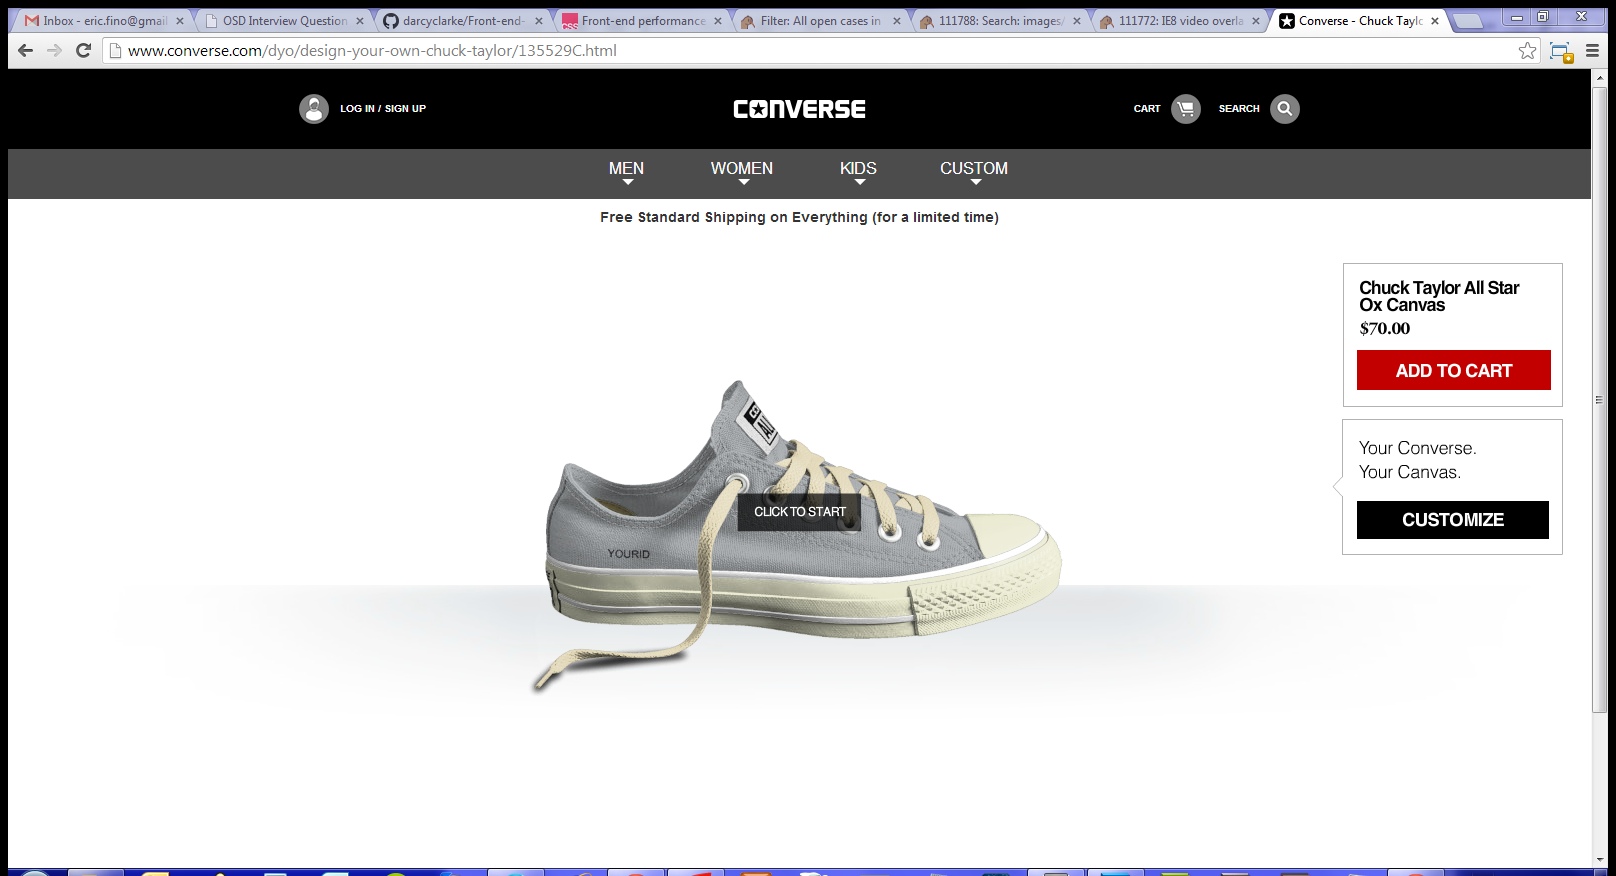 Inbox - eric.fino@gmail
OSD Interview Question
darcyclarke/Front-end-
Front-end performance
Filter: All open cases in
111788: Search: images/
111772: IE8 video overla
Converse - Chuck Taylo
www.converse.com/dyo/design-your-own-chuck-taylor/135529C.html
LOG IN / SIGN UP
CONVERSE
CART
SEARCH
MEN
WOMEN
KIDS
CUSTOM
Free Standard Shipping on Everything (for a limited time)
Chuck Taylor All Star
Ox Canvas
$70.00
ADD TO CART
Your Converse.
Your Canvas.
CUSTOMIZE
CLICK TO START
YOURID